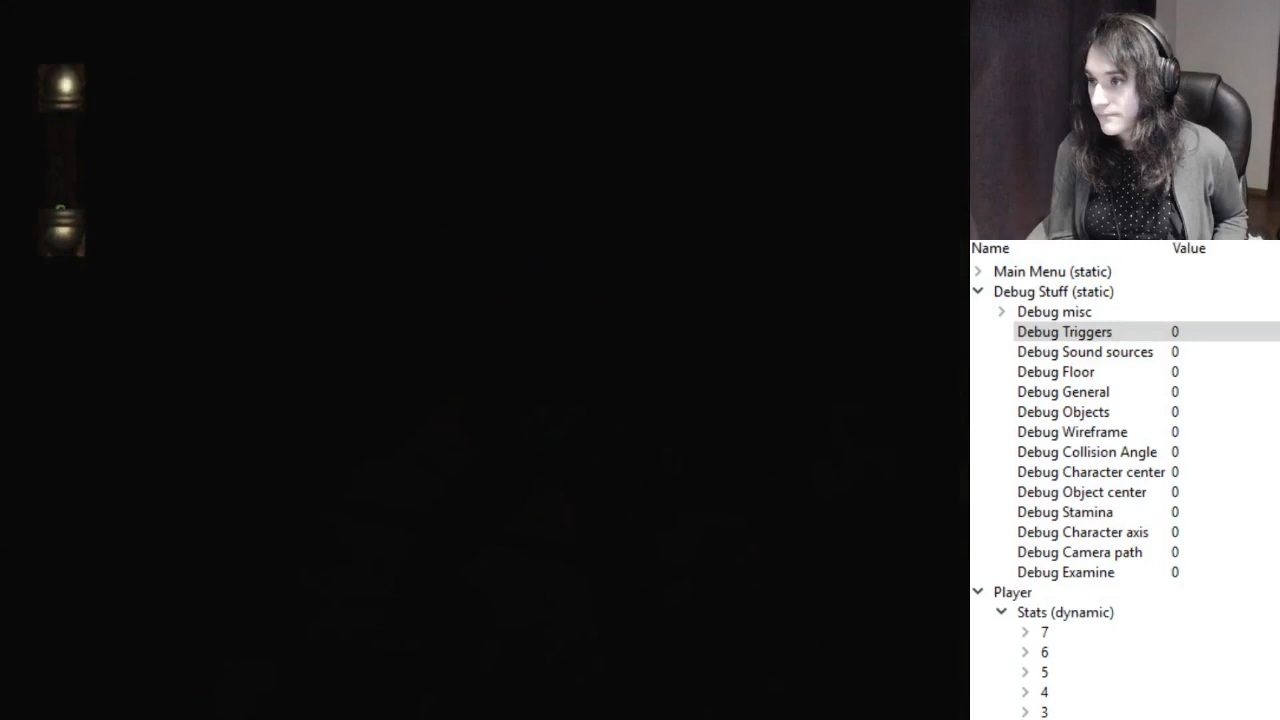 Name Value
Main Menu (static)
Debug Stuff (static)
Debug misc
Debug Triggers 0
Debug Sound sources 0
Debug Floor 0
Debug General 0
Debug Objects 0
Debug Wireframe 0
Debug Collision Angle 0
Debug Character center 0
Debug Object center 0
Debug Stamina 0
Debug Character axis 0
Debug Camera path 0
Debug Examine 0
Player
Stats (dynamic)
7
6
5
4
3